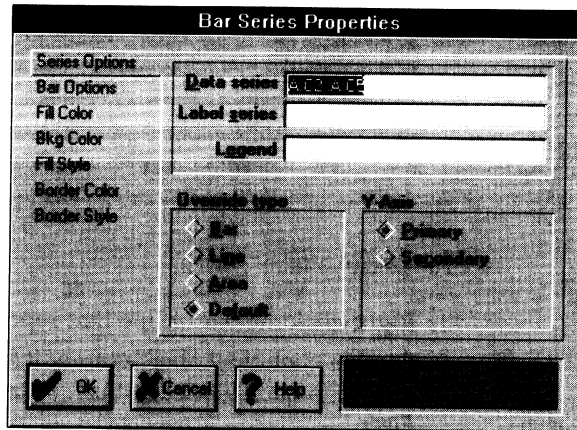 Bar Series Properties
Series Options
Bar Options
Fill Color
Bkg Color
Fill Style
Border Color
Border Style
Data series
Label series
Legend
Override type
Bar
Line
Area
Default
Y-Axis
Primary
Secondary
OK
Cancel
Help